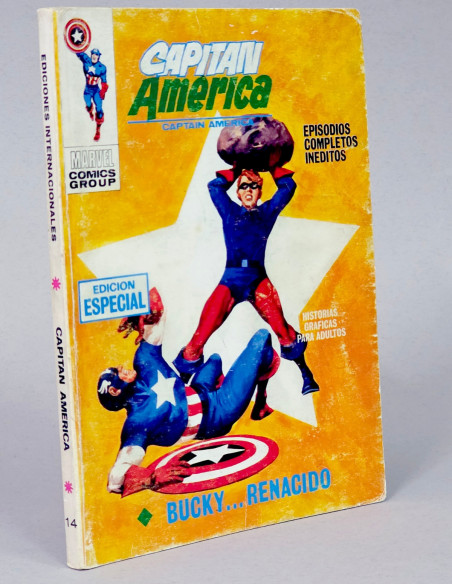 EDICIONES INTERNACIONALES
CAPITAN AMERICA
14
CAPITAN
América
CAPTAIN AMERICA
MARVEL
COMICS
GROUP
EPISODIOS
COMPLETOS
INEDITOS
EDICION
ESPECIAL
HISTORIAS
GRAFICAS
PARA ADULTOS
BUCKY...RENACIDO